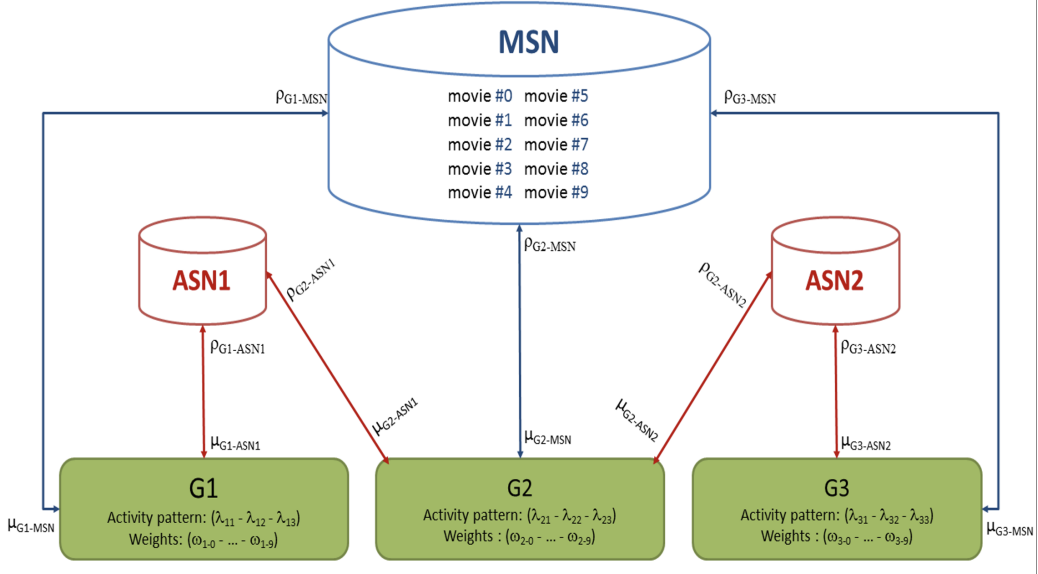 MSN
movie #0 movie #5
movie #1 movie #6
movie #2 movie #7
movie #3 movie #8
movie #4 movie #9
ρG1-MSN
ρG3-MSN
ASN1
ASN2
ρG2-MSN
ρG2-ASN1
ρG2-ASN2
ρG1-ASN1
ρG3-ASN2
μG2-ASN1
μG2-ASN2
μG1-ASN1
μG2-MSN
μG3-ASN2
μG1-MSN
μG3-MSN
G1
Activity pattern: (λ11 - λ12 - λ13)
Weights: (ω1-0 - ... - ω1-9)
G2
Activity pattern: (λ21 - λ22 - λ23)
Weights : (ω2-0 - ... - ω2-9)
G3
Activity pattern: (λ31 - λ32 - λ33)
Weights : (ω3-0 - ... - ω3-9)